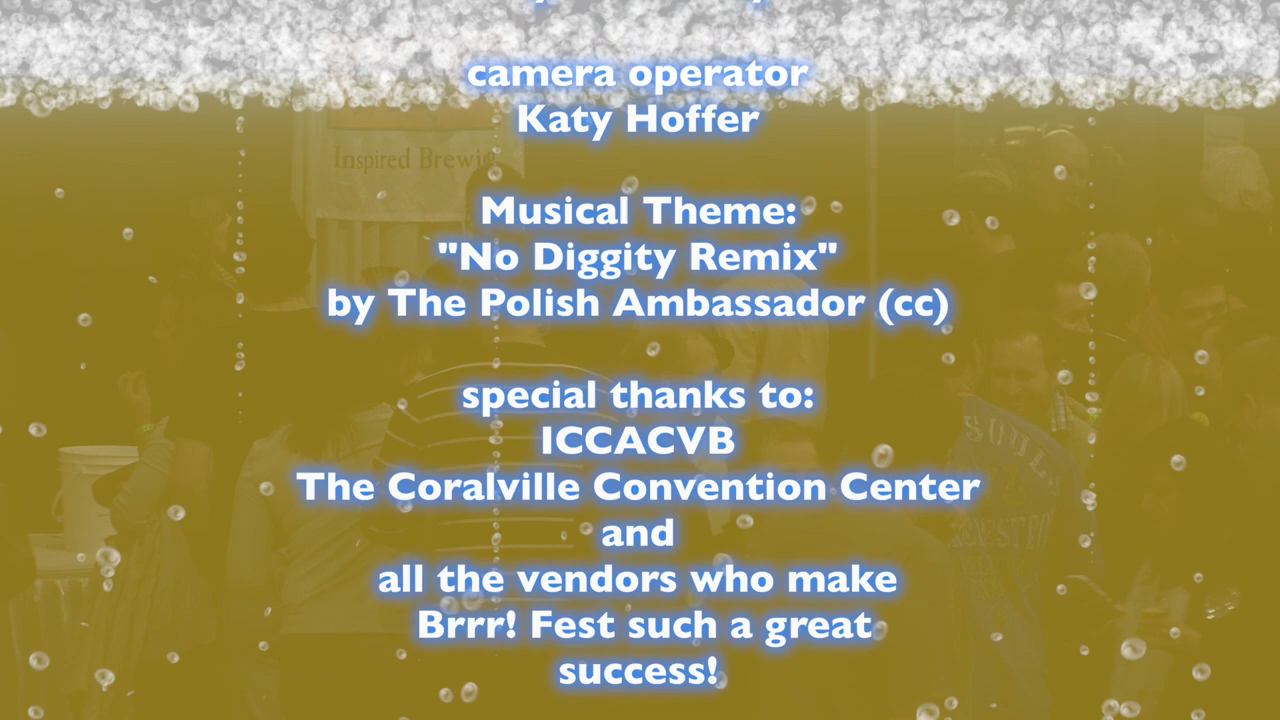 camera operator
Katy Hoffer
Inspired Brewing
Musical Theme:
"No Diggity Remix"
by The Polish Ambassador (cc)
special thanks to:
ICCACVB
The Coralville Convention Center
and
all the vendors who make
Brrr! Fest such a great
success!